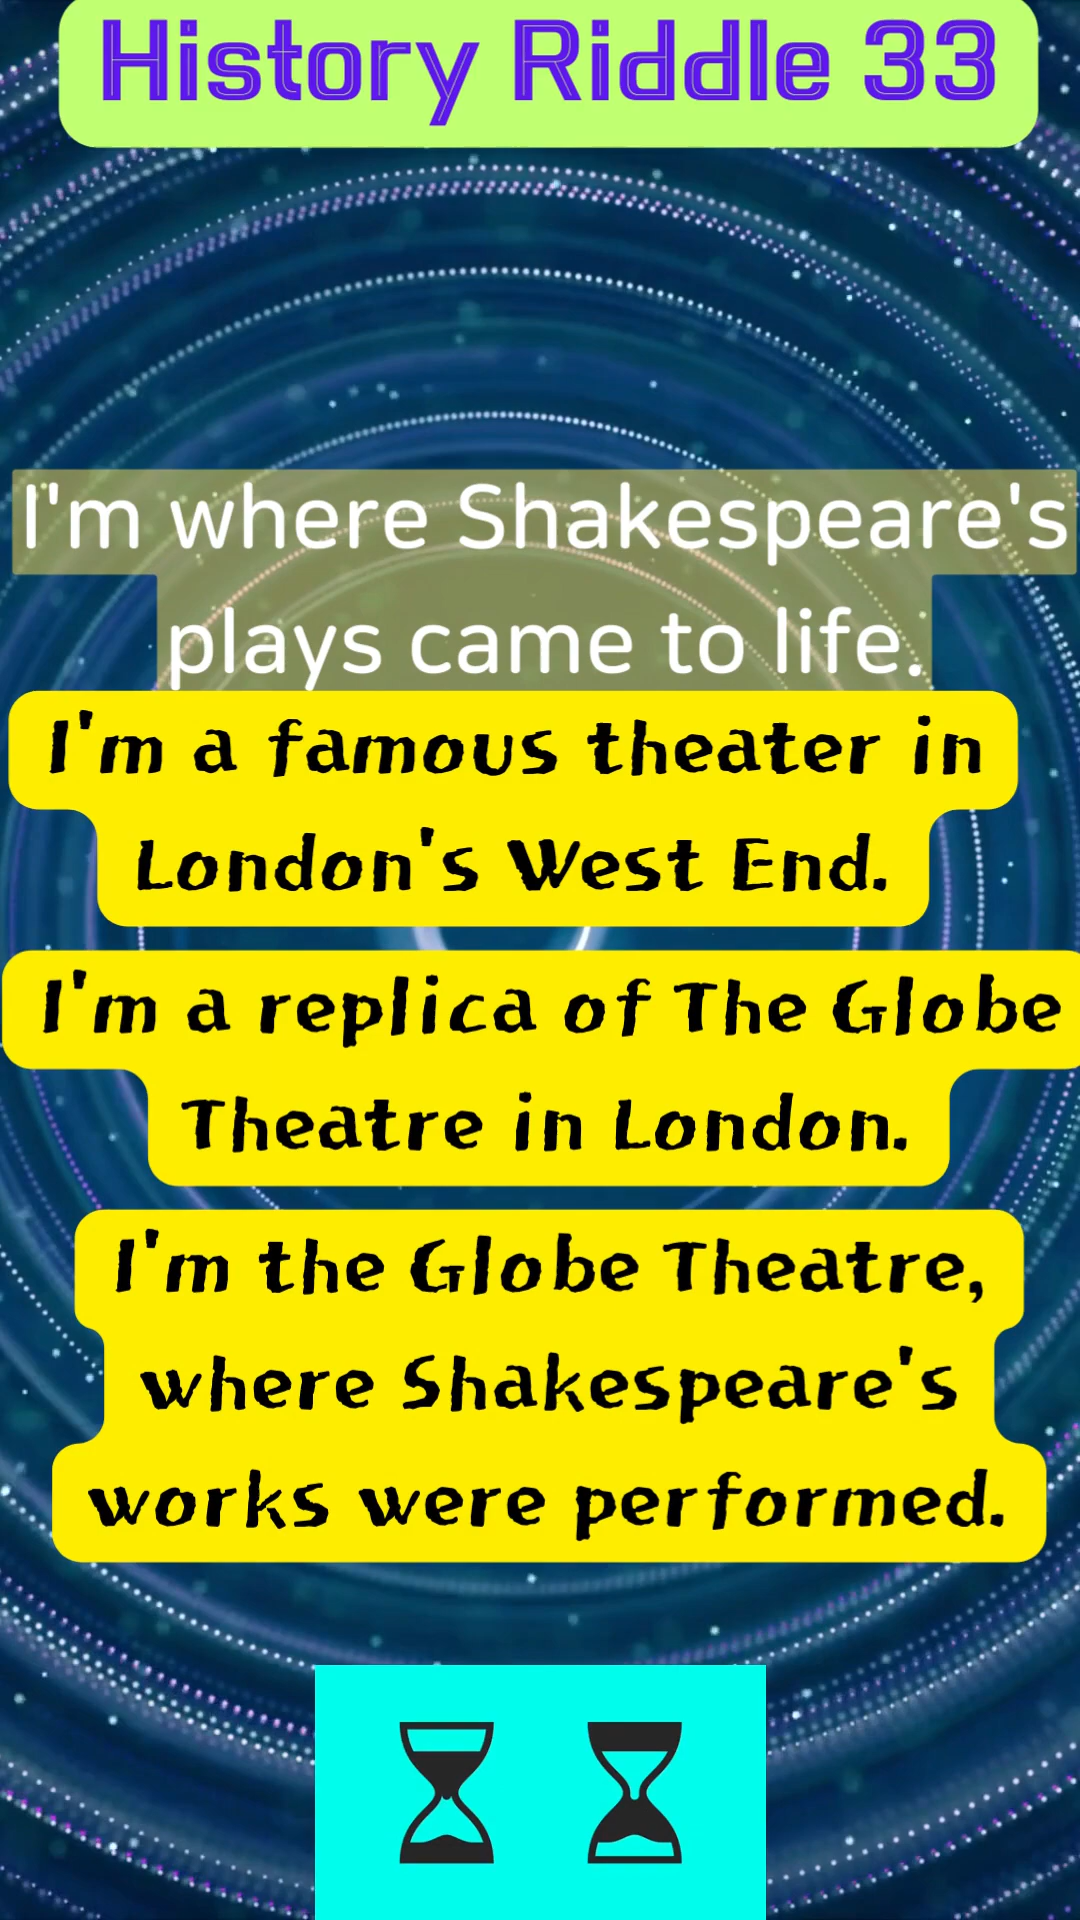 History Riddle 33
I'm where Shakespeare's
plays came to life.
I'm a famous theater in
London's West End.
I'm a replica of The Globe
Theatre in London.
I'm the Globe Theatre,
where Shakespeare's
works were performed.